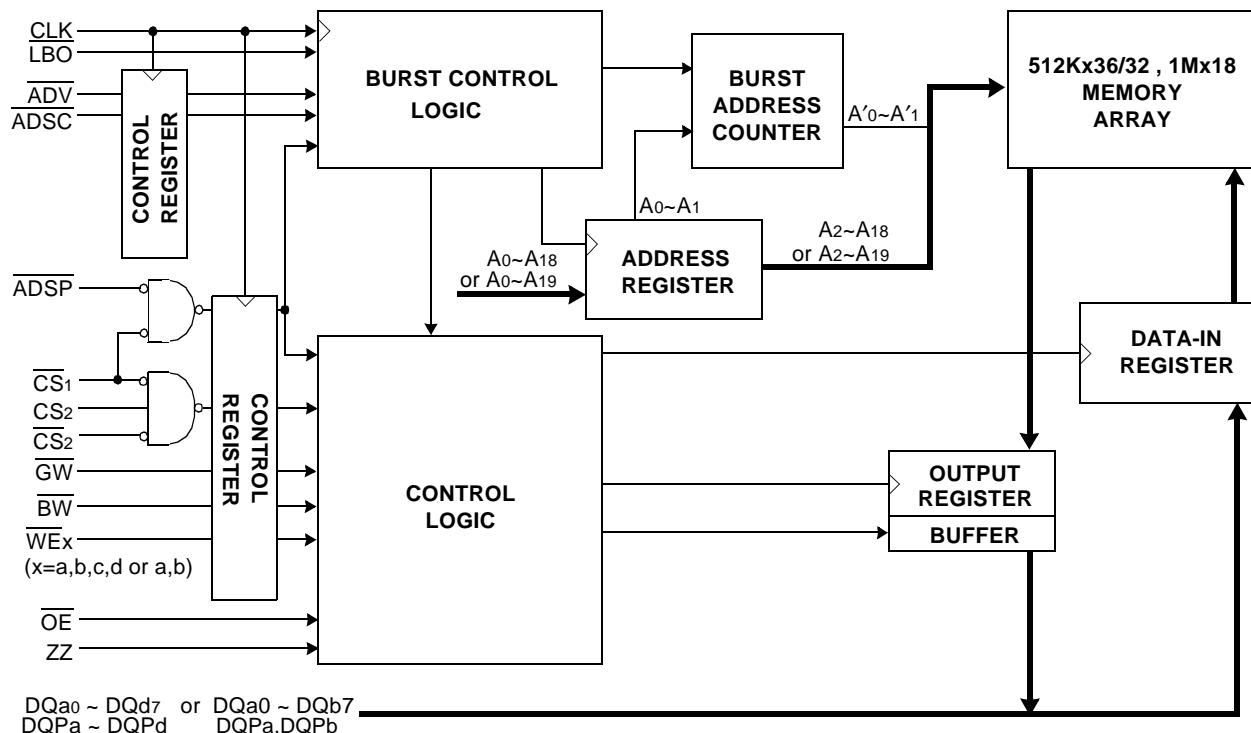 CLK
LBO
ADV
ADSC
CONTROL
REGISTER
BURST CONTROL
LOGIC
BURST
ADDRESS
COUNTER
A′0~A′1
512Kx36/32 , 1Mx18
MEMORY
ARRAY
A0~A1
A0~A18
or A0~A19
ADDRESS
REGISTER
A2~A18
or A2~A19
ADSP
CS1
CS2
CS2
GW
BW
WEx
(x=a,b,c,d or a,b)
OE
ZZ
CONTROL
REGISTER
CONTROL
LOGIC
DATA-IN
REGISTER
OUTPUT
REGISTER
BUFFER
DQa0 ~ DQd7 or DQa0 ~ DQb7
DQPa ~ DQPd DQPa,DQPb